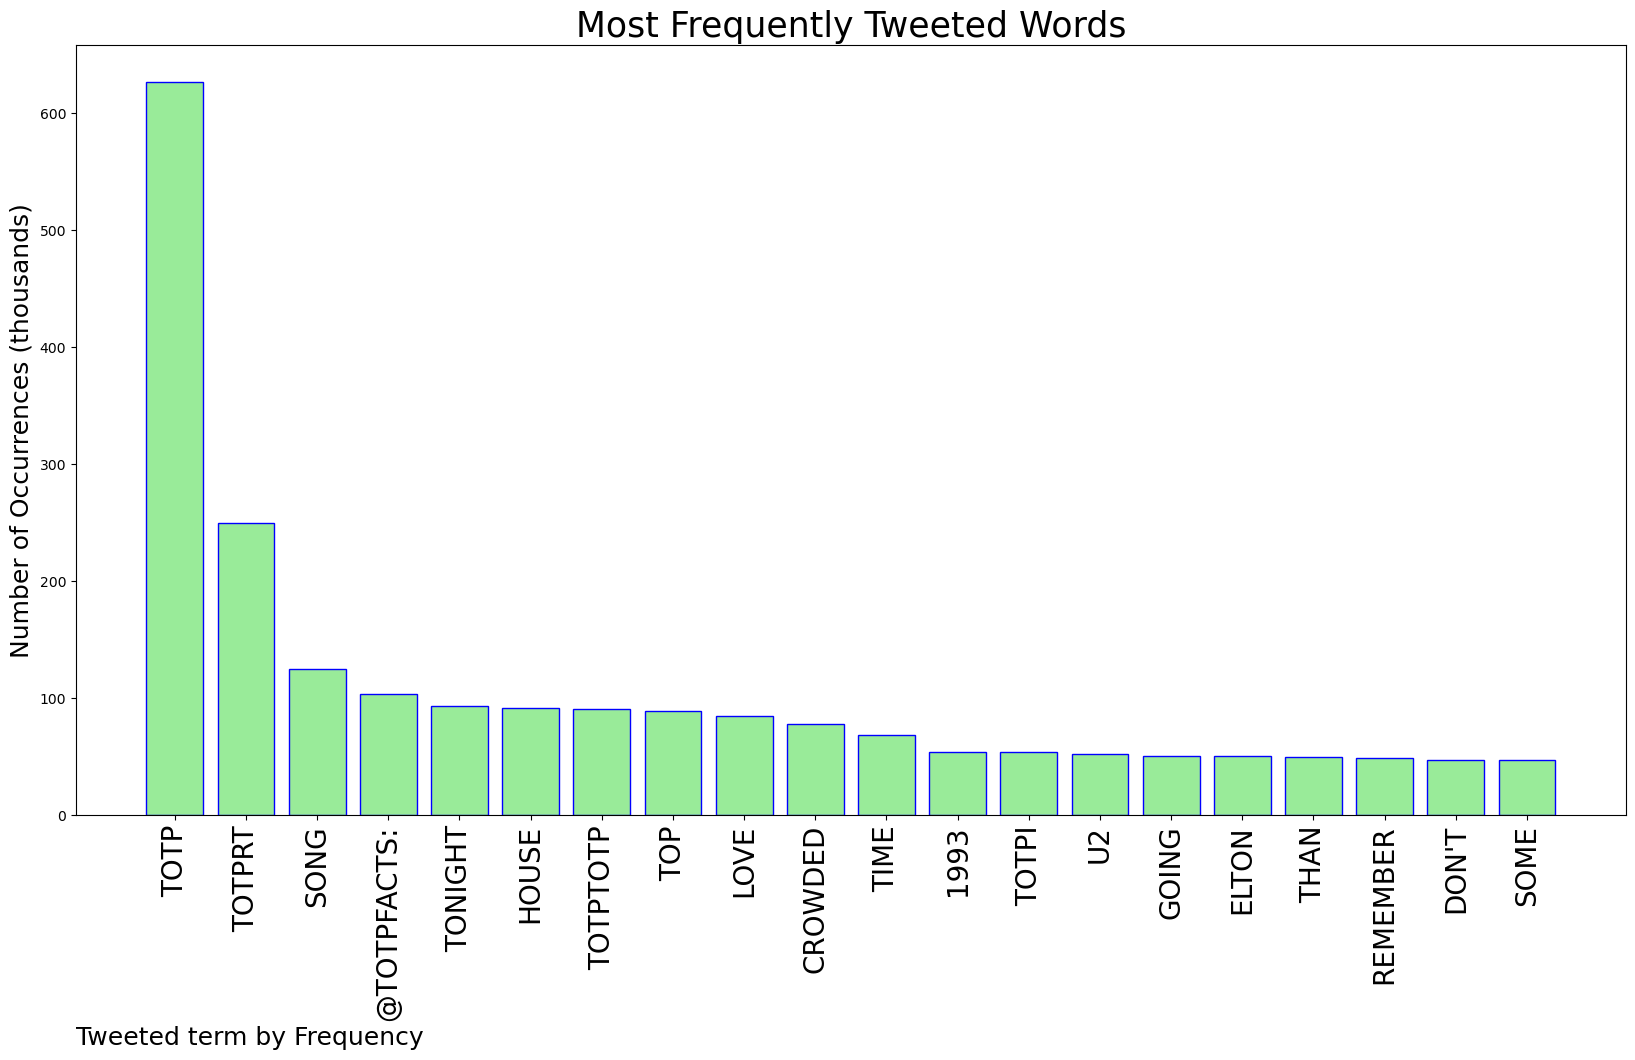 Most Frequently Tweeted Words
Number of Occurrences (thousands)
600
500
400
300
200
100
0
TOTP
TOTPRT
SONG
@TOTPFACTS:
TONIGHT
HOUSE
TOTPTOTP
TOP
LOVE
CROWDED
TIME
1993
TOTPI
U2
GOING
ELTON
THAN
REMEMBER
DON'T
SOME
Tweeted term by Frequency